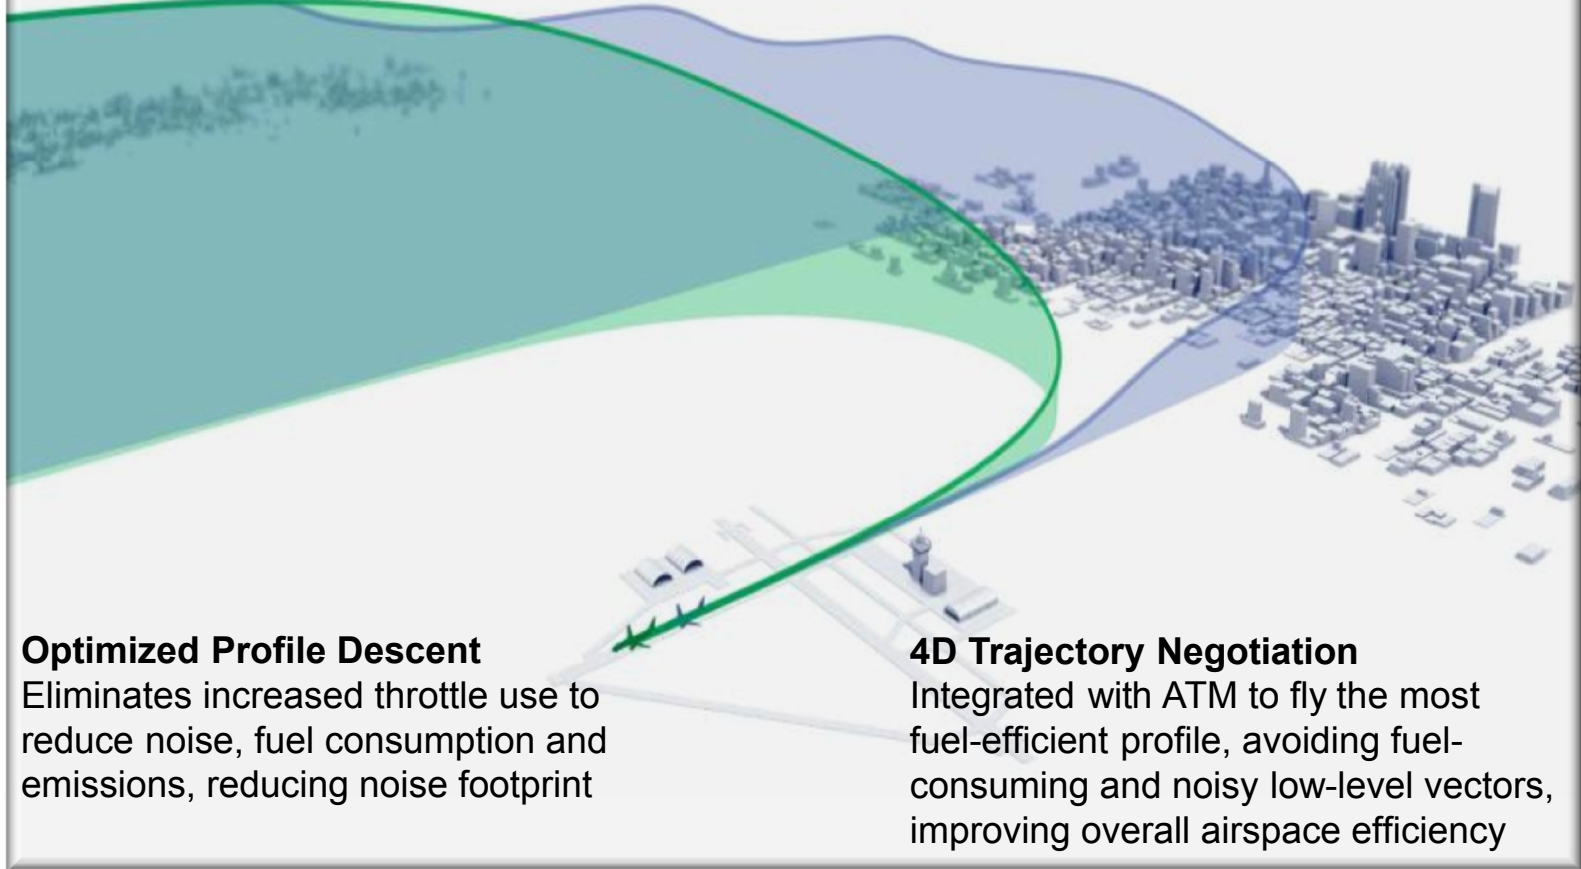 Optimized Profile Descent
Eliminates increased throttle use to
reduce noise, fuel consumption and
emissions, reducing noise footprint
4D Trajectory Negotiation
Integrated with ATM to fly the most
fuel-efficient profile, avoiding fuel-
consuming and noisy low-level vectors,
improving overall airspace efficiency